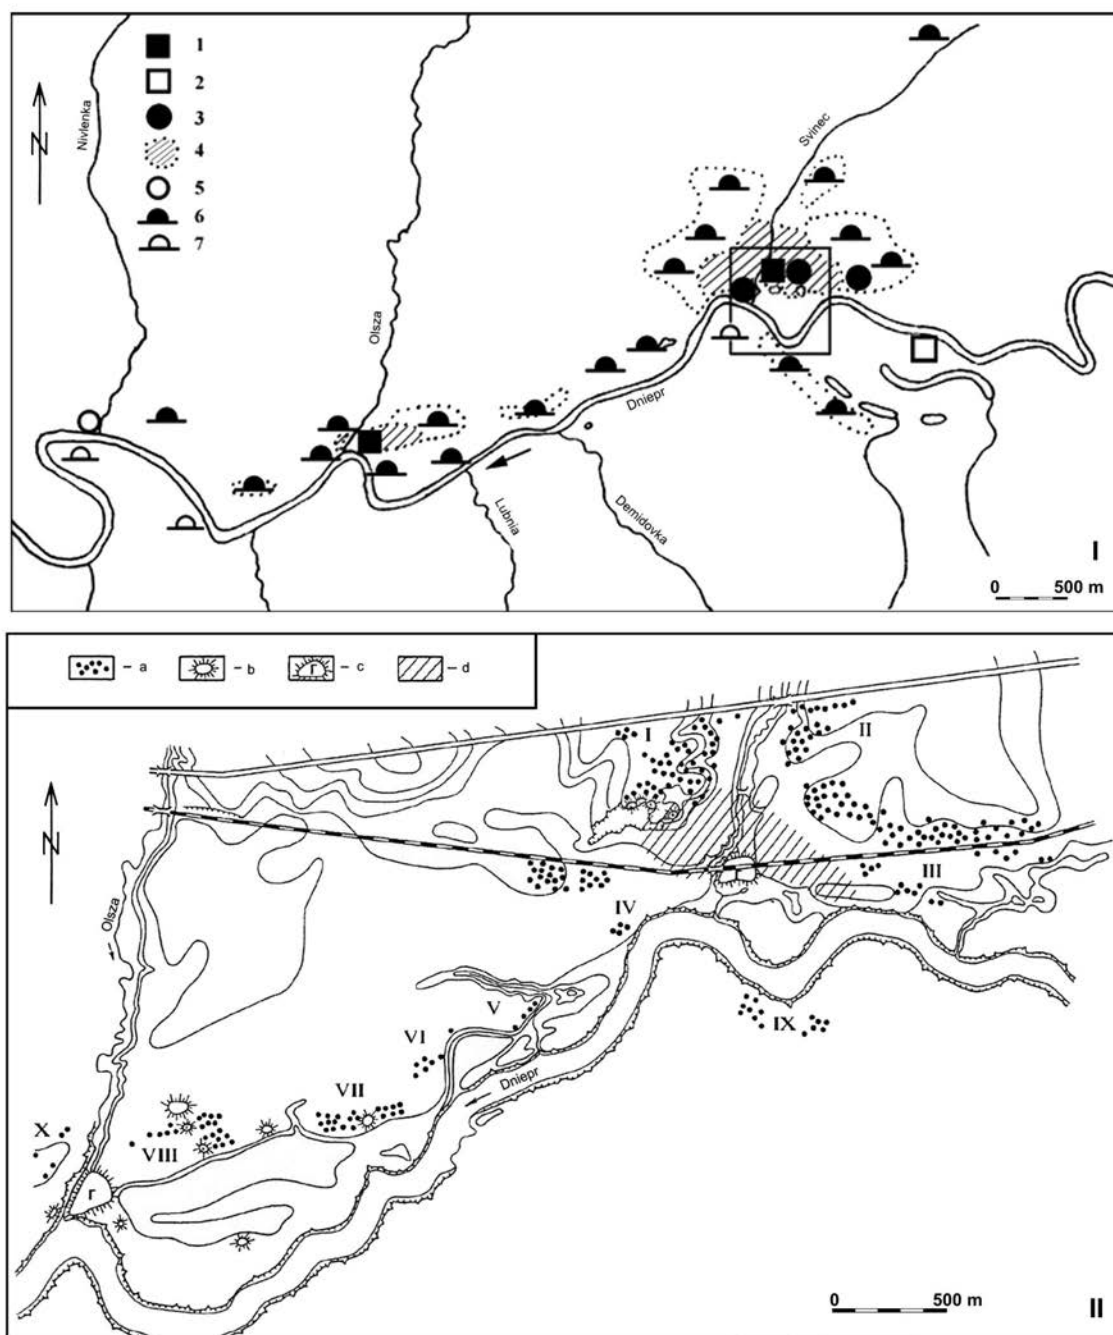 I
1
2
3
4
5
6
7
N
Nivlenka
Olsza
Svinec
Dniepr
Lubnia
Demidovka
0 500 m
- a
- b
r - c
- d
N
I
II
III
IV
V
VI
VII
VIII
IX
X
Olsza
Dniepr
r
0 500 m
II